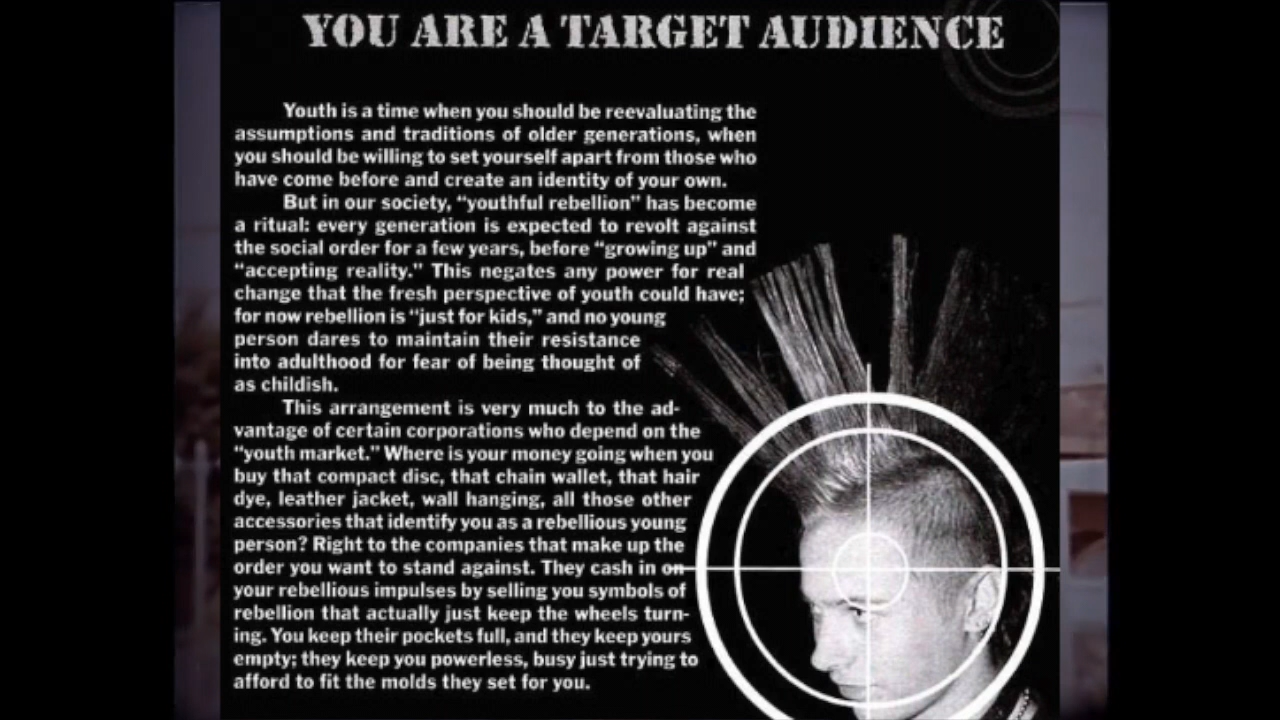 YOU ARE A TARGET AUDIENCE
Youth is a time when you should be reevaluating the
assumptions and traditions of older generations, when
you should be willing to set yourself apart from those who
have come before and create an identity of your own.
But in our society, “youthful rebellion” has become
a ritual: every generation is expected to revolt against
the social order for a few years, before “growing up” and
“accepting reality.” This negates any power for real
change that the fresh perspective of youth could have;
for now rebellion is “just for kids,” and no young
person dares to maintain their resistance
into adulthood for fear of being thought of
as childish.
This arrangement is very much to the ad-
vantage of certain corporations who depend on the
“youth market.” Where is your money going when you
buy that compact disc, that chain wallet, that hair
dye, leather jacket, wall hanging, all those other
accessories that identify you as a rebellious young
person? Right to the companies that make up the
order you want to stand against. They cash in on
your rebellious impulses by selling you symbols of
rebellion that actually just keep the wheels turn-
ing. You keep their pockets full, and they keep yours
empty; they keep you powerless, busy just trying to
afford to fit the molds they set for you.